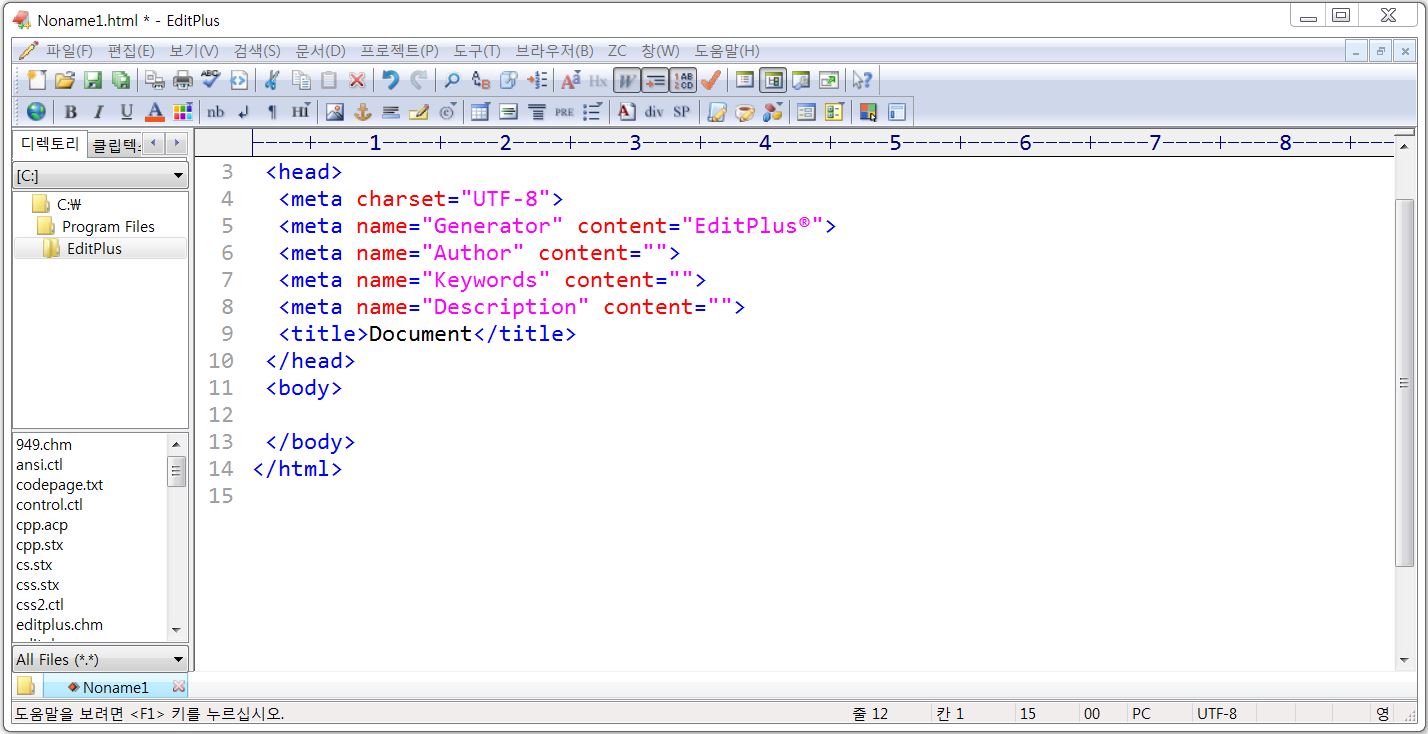 Noname1.html * - EditPlus
파일(F) 편집(E) 보기(V) 검색(S) 문서(D) 프로젝트(P) 도구(T) 브라우저(B) ZC 창(W) 도움말(H)
B I U A nb ¶ HI PRE A div SP
디렉토리 클립텍
----+----1----+----2----+----3----+----4----+----5----+----6----+----7----+----8----+---
[C:]
C:₩
Program Files
EditPlus
3 <head>
4 <meta charset="UTF-8">
5 <meta name="Generator" content="EditPlus®">
6 <meta name="Author" content="">
7 <meta name="Keywords" content="">
8 <meta name="Description" content="">
9 <title>Document</title>
10 </head>
11 <body>
12
13 </body>
14 </html>
15
949.chm
ansi.ctl
codepage.txt
control.ctl
cpp.acp
cpp.stx
cs.stx
css.stx
css2.ctl
editplus.chm
All Files (*.*)
Noname1
도움말을 보려면 <F1> 키를 누르십시오. 줄 12 칸 1 15 00 PC UTF-8 영